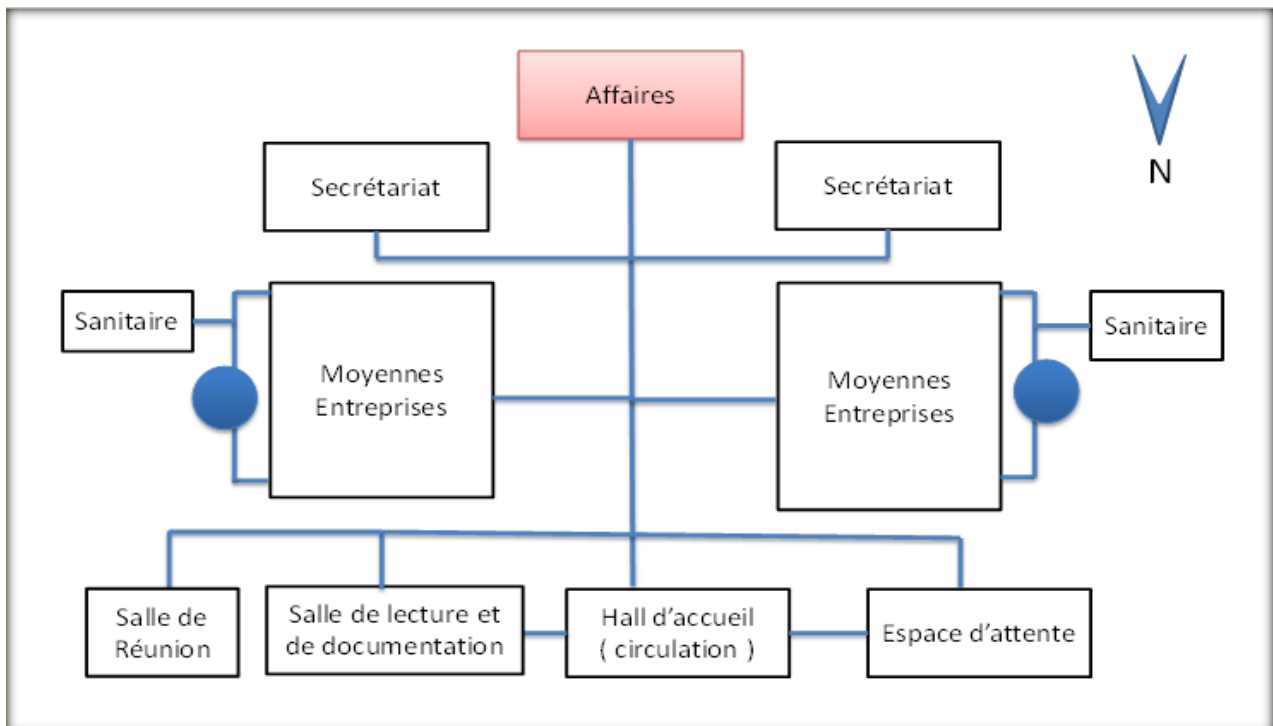 Affaires
N
Secrétariat
Secrétariat
Sanitaire
Moyennes
Entreprises
Moyennes
Entreprises
Sanitaire
Salle de
Réunion
Salle de lecture et
de documentation
Hall d'accueil
( circulation )
Espace d'attente